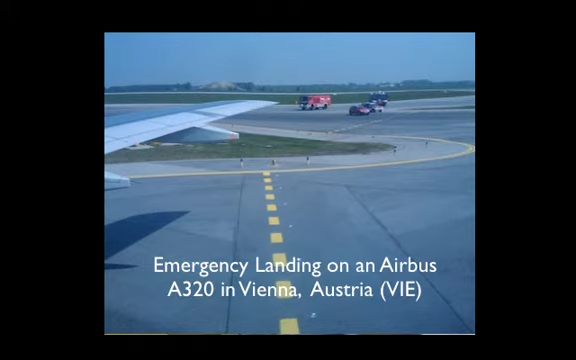 Emergency Landing on an Airbus
A320 in Vienna, Austria (VIE)